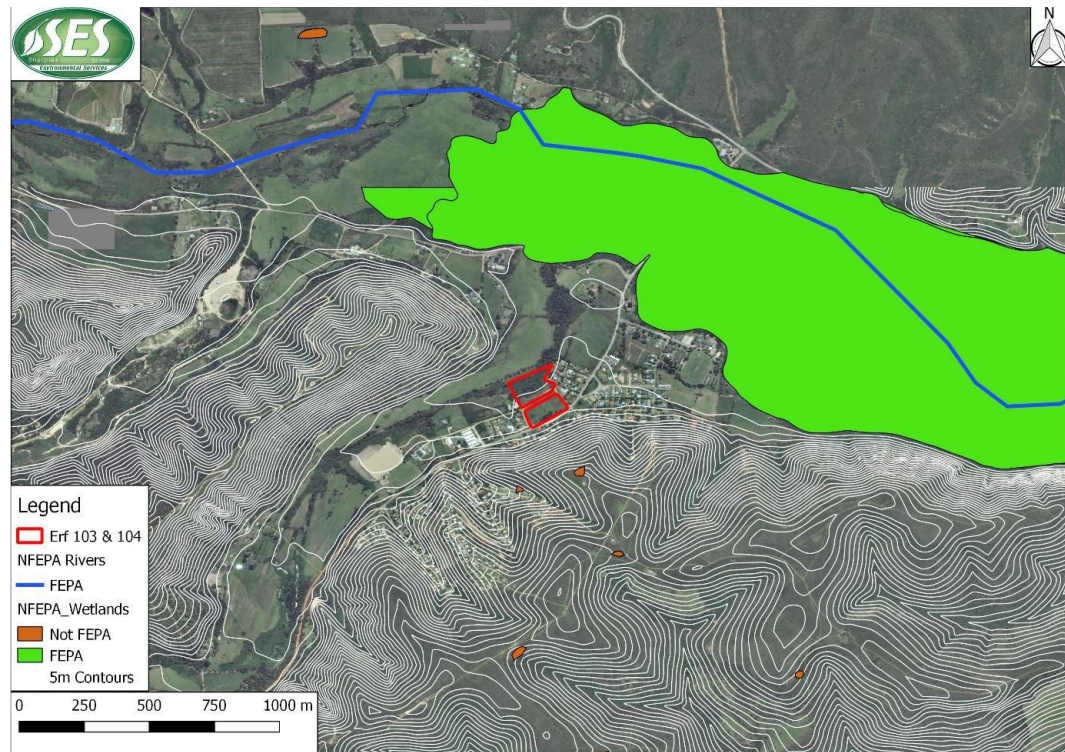 SES
Sharples
Environmental Services
N
Legend
Erf 103 & 104
NFEPA Rivers
FEPA
NFEPA_Wetlands
Not FEPA
FEPA
5m Contours
0 250 500 750 1000 m